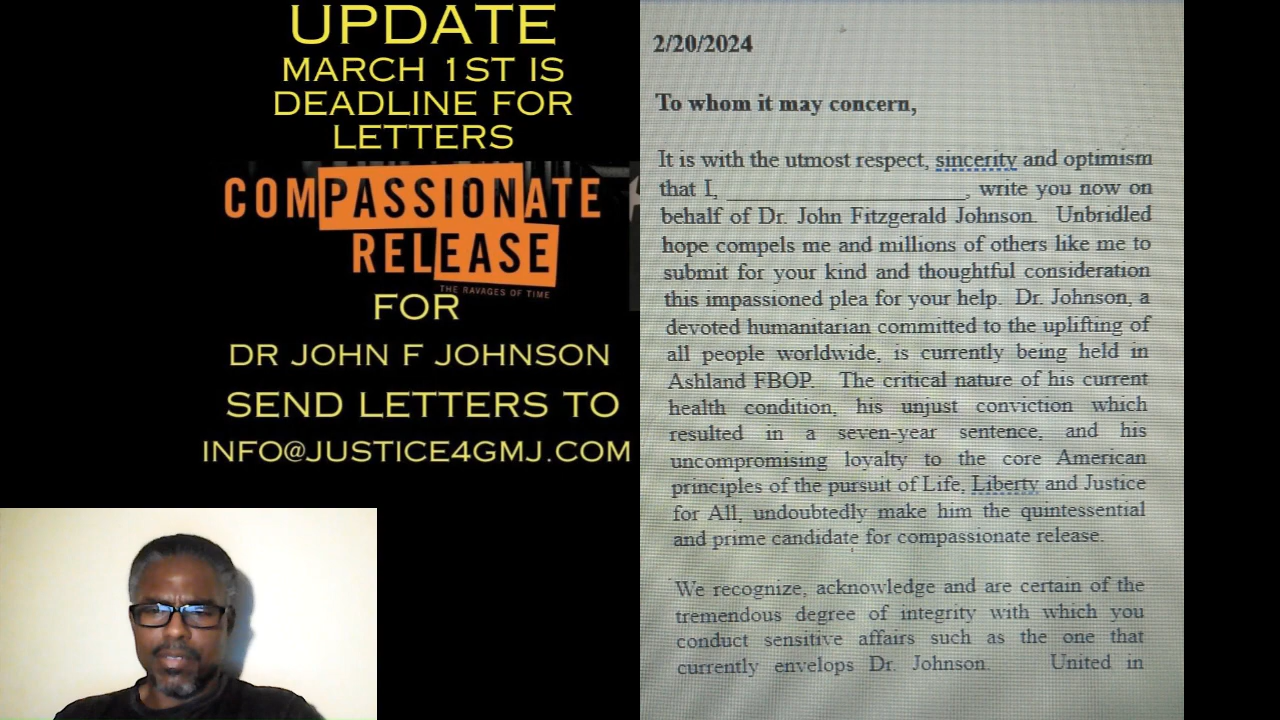 UPDATE
MARCH 1ST IS
DEADLINE FOR
LETTERS
COMPASSIONATE
RELEASE
THE RAVAGES OF TIME
FOR
DR JOHN F JOHNSON
SEND LETTERS TO
INFO@JUSTICE4GMJ.COM
2/20/2024
To whom it may concern,
It is with the utmost respect, sincerity and optimism
that I, ____________________, write you now on
behalf of Dr. John Fitzgerald Johnson. Unbridled
hope compels me and millions of others like me to
submit for your kind and thoughtful consideration
this impassioned plea for your help. Dr. Johnson, a
devoted humanitarian committed to the uplifting of
all people worldwide, is currently being held in
Ashland FBOP. The critical nature of his current
health condition, his unjust conviction which
resulted in a seven-year sentence, and his
uncompromising loyalty to the core American
principles of the pursuit of Life, Liberty and Justice
for All, undoubtedly make him the quintessential
and prime candidate for compassionate release.
We recognize, acknowledge and are certain of the
tremendous degree of integrity with which you
conduct sensitive affairs such as the one that
currently envelops Dr. Johnson. United in